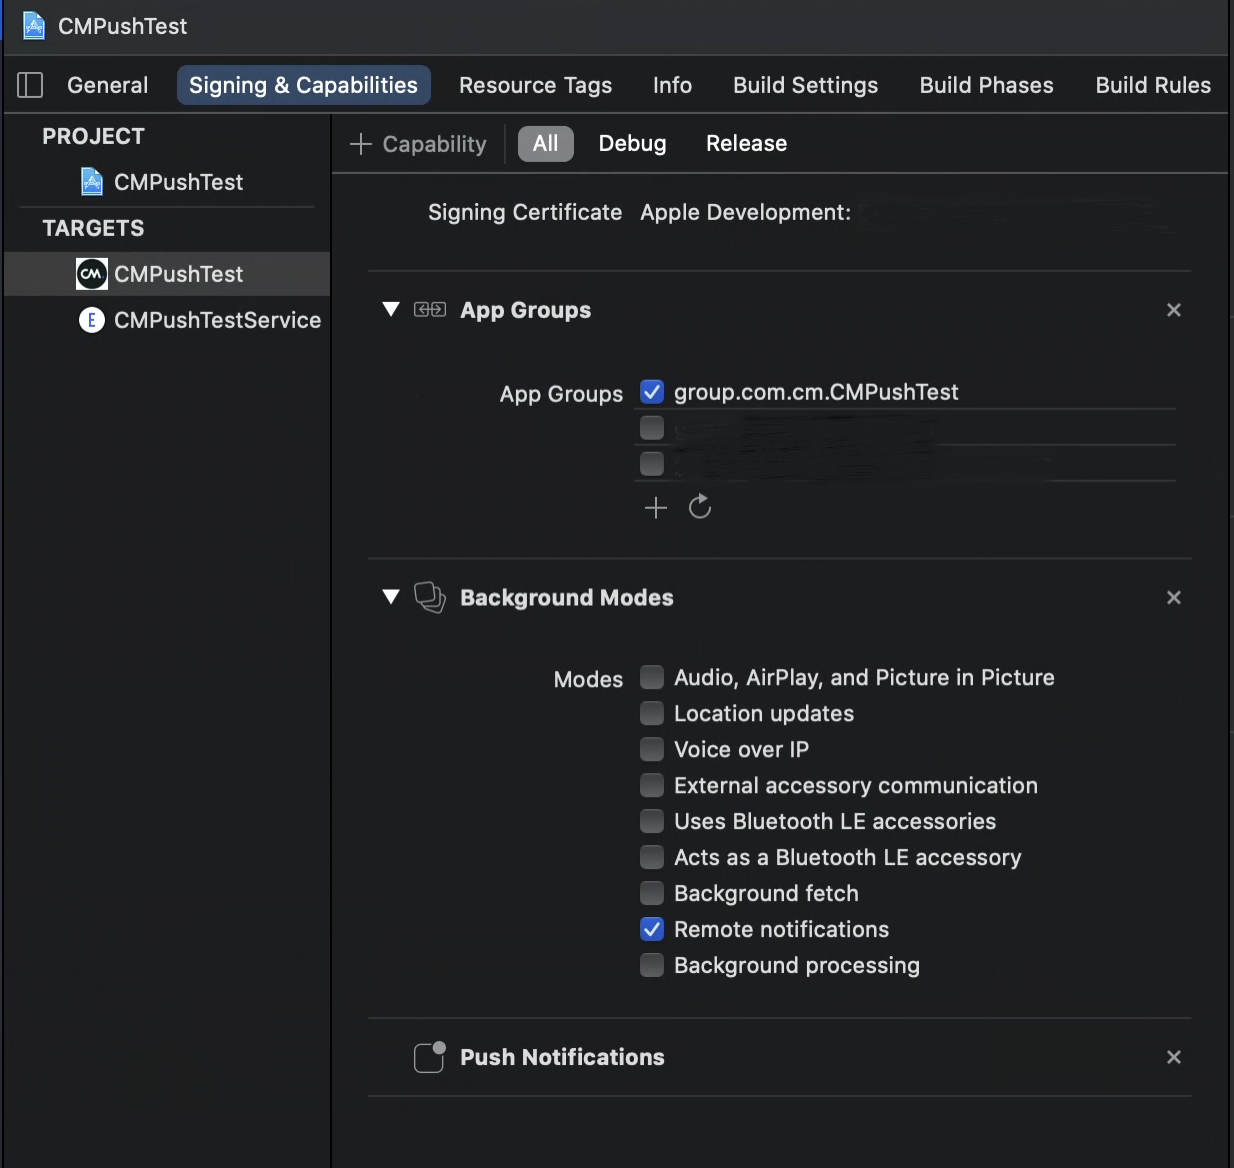 CMPushTest
General Signing & Capabilities Resource Tags Info Build Settings Build Phases Build Rules
PROJECT
CMPushTest
TARGETS
CM CMPushTest
E CMPushTestService
+ Capability All Debug Release
Signing Certificate Apple Development:
App Groups
App Groups group.com.cm.CMPushTest
Background Modes
Modes Audio, AirPlay, and Picture in Picture
Location updates
Voice over IP
External accessory communication
Uses Bluetooth LE accessories
Acts as a Bluetooth LE accessory
Background fetch
Remote notifications
Background processing
Push Notifications